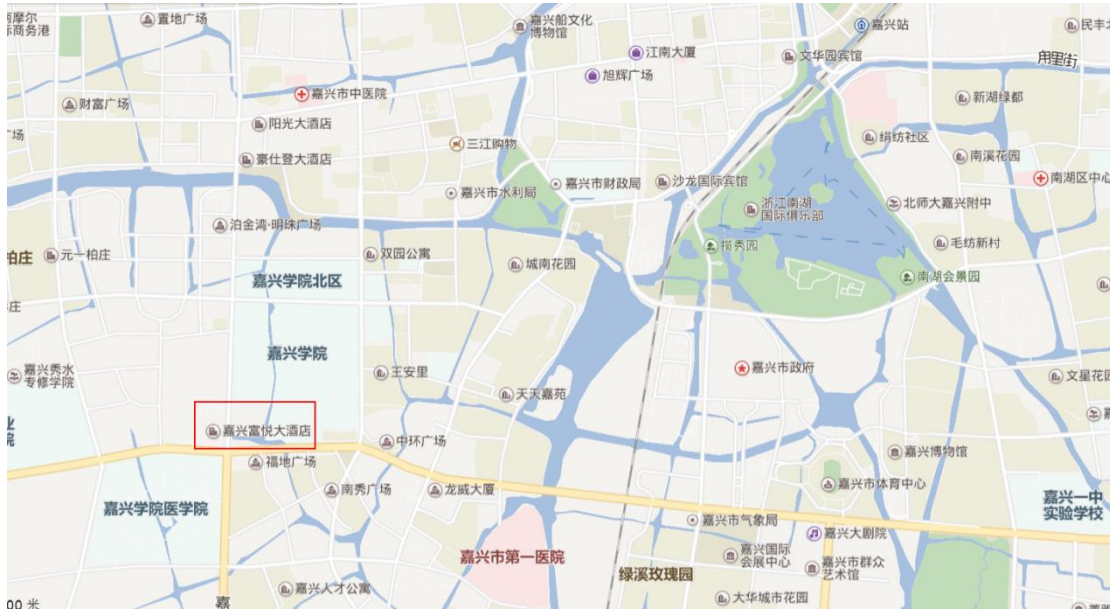 南摩尔
际商务港
置地广场
嘉兴船文化
博物馆
嘉兴站
民丰北
江南大厦
文华园宾馆
甪里街
旭辉广场
财富广场
嘉兴市中医院
新湖绿都
广场
阳光大酒店
绢纺社区
三江购物
豪仕登大酒店
南溪花园
嘉兴市水利局
嘉兴市财政局
沙龙国际宾馆
南湖区中心
浙江南湖
国际俱乐部
北师大嘉兴附中
泊金湾·明珠广场
柏庄
元一柏庄
双园公寓
城南花园
揽秀园
毛纺新村
嘉兴学院北区
南湖会景园
庄
嘉兴学院
嘉兴秀水
专修学院
王安里
嘉兴市政府
文星花园
天天嘉苑
业
院
嘉兴富悦大酒店
中环广场
嘉兴博物馆
福地广场
南秀广场
龙威大厦
嘉兴市体育中心
嘉兴学院医学院
嘉兴一中
实验学校
嘉兴市气象局
嘉兴大剧院
嘉兴市第一医院
嘉兴国际
会展中心
嘉兴市群众
艺术馆
绿溪玫瑰园
嘉兴人才公寓
大华城市花园
00 米
嘉